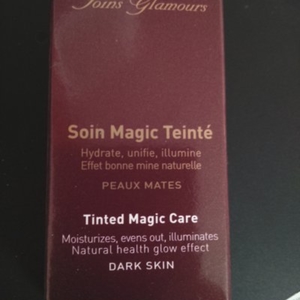 Soins Glamours
Soin Magic Teinté
Hydrate, unifie, illumine
Effet bonne mine naturelle
PEAUX MATES
Tinted Magic Care
Moisturizes, evens out, illuminates
Natural health glow effect
DARK SKIN